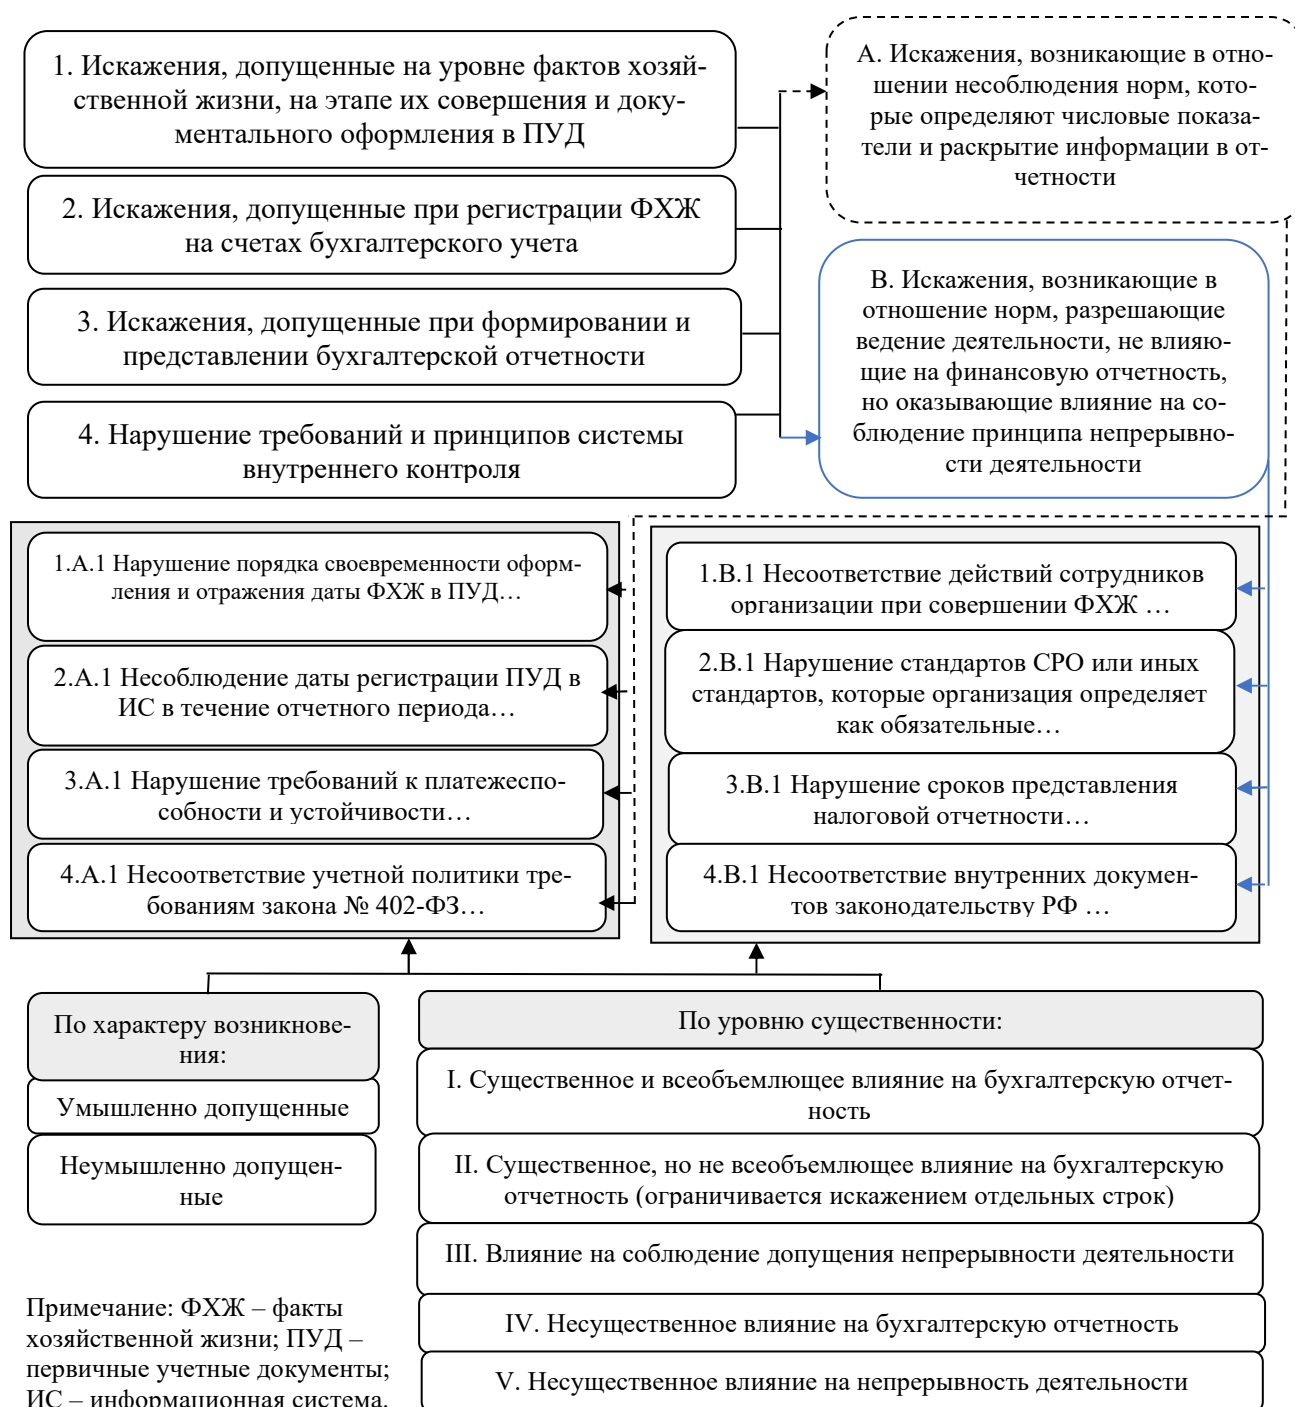 1. Искажения, допущенные на уровне фактов хозяй-
ственной жизни, на этапе их совершения и доку-
ментального оформления в ПУД
2. Искажения, допущенные при регистрации ФХЖ
на счетах бухгалтерского учета
3. Искажения, допущенные при формировании и
представлении бухгалтерской отчетности
4. Нарушение требований и принципов системы
внутреннего контроля
А. Искажения, возникающие в отно-
шении несоблюдения норм, кото-
рые определяют числовые показа-
тели и раскрытие информации в от-
четности
В. Искажения, возникающие в
отношение норм, разрешающие
ведение деятельности, не влияю-
щие на финансовую отчетность,
но оказывающие влияние на со-
блюдение принципа непрерывно-
сти деятельности
1.А.1 Нарушение порядка своевременности оформ-
ления и отражения даты ФХЖ в ПУД…
2.А.1 Несоблюдение даты регистрации ПУД в
ИС в течение отчетного периода…
3.А.1 Нарушение требований к платежеспо-
собности и устойчивости…
4.А.1 Несоответствие учетной политики тре-
бованиям закона № 402-ФЗ…
1.В.1 Несоответствие действий сотрудников
организации при совершении ФХЖ …
2.В.1 Нарушение стандартов СРО или иных
стандартов, которые организация определяет
как обязательные…
3.В.1 Нарушение сроков представления
налоговой отчетности…
4.В.1 Несоответствие внутренних докумен-
тов законодательству РФ …
По характеру возникнове-
ния:
Умышленно допущенные
Неумышленно допущен-
ные
По уровню существенности:
I. Существенное и всеобъемлющее влияние на бухгалтерскую отчет-
ность
II. Существенное, но не всеобъемлющее влияние на бухгалтерскую
отчетность (ограничивается искажением отдельных строк)
III. Влияние на соблюдение допущения непрерывности деятельности
IV. Несущественное влияние на бухгалтерскую отчетность
V. Несущественное влияние на непрерывность деятельности
Примечание: ФХЖ – факты
хозяйственной жизни; ПУД –
первичные учетные документы;
ИС – информационная система.